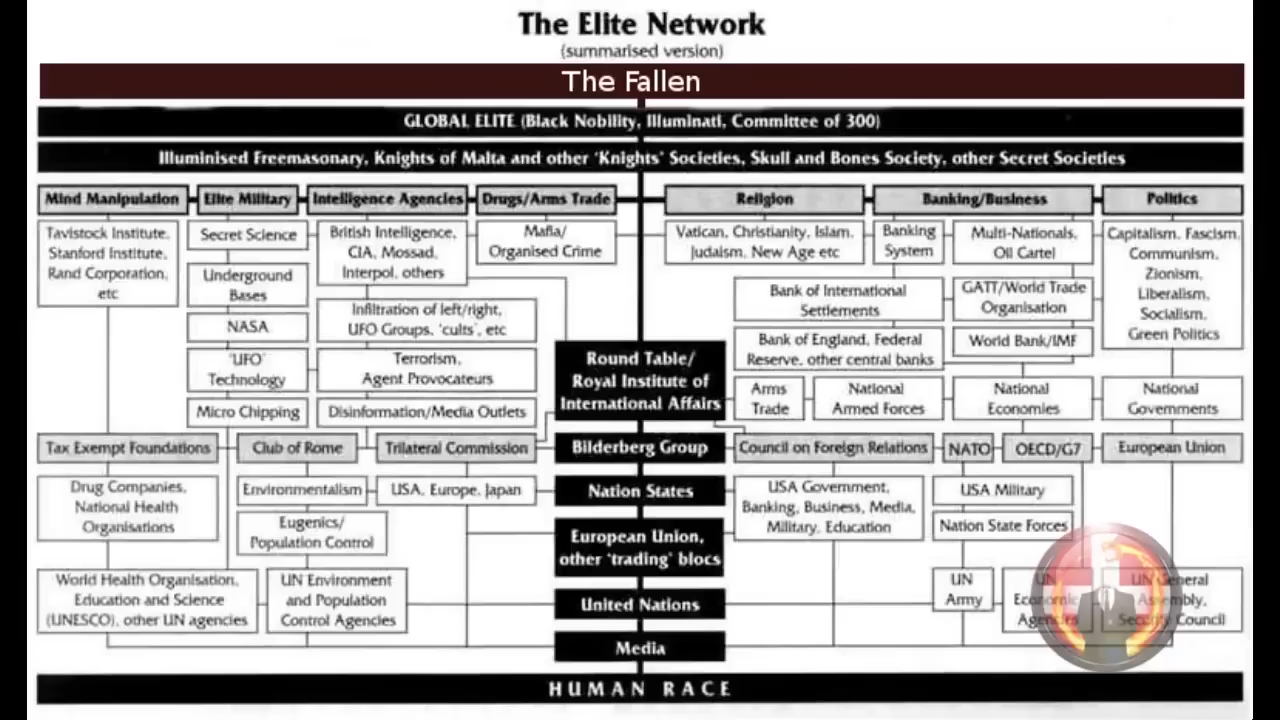 The Elite Network
(summarised version)
The Fallen
GLOBAL ELITE (Black Nobility, Illuminati, Committee of 300)
Illuminised Freemasonary, Knights of Malta and other 'Knights' Societies, Skull and Bones Society, other Secret Societies
Mind Manipulation
Elite Military
Intelligence Agencies
Drugs/Arms Trade
Religion
Banking/Business
Politics
Tavistock Institute,
Stanford Institute,
Rand Corporation,
etc
Secret Science
Underground
Bases
NASA
'UFO'
Technology
Micro Chipping
British Intelligence,
CIA, Mossad,
Interpol, others
Infiltration of left/right,
UFO Groups, 'cults', etc
Terrorism,
Agent Provocateurs
Disinformation/Media Outlets
Mafia/
Organised Crime
Round Table/
Royal Institute of
International Affairs
Vatican, Christianity, Islam,
Judaism, New Age etc
Banking
System
Multi-Nationals,
Oil Cartel
Bank of International
Settlements
GATT/World Trade
Organisation
Bank of England, Federal
Reserve, other central banks
World Bank/IMF
Arms
Trade
National
Armed Forces
National
Economies
Capitalism, Fascism,
Communism,
Zionism,
Liberalism,
Socialism,
Green Politics
National
Governments
Tax Exempt Foundations
Club of Rome
Trilateral Commission
Bilderberg Group
Council on Foreign Relations
NATO
OECD/G7
European Union
Drug Companies,
National Health
Organisations
Environmentalism
USA, Europe, Japan
Nation States
USA Government,
Banking, Business, Media,
Military, Education
USA Military
Eugenics/
Population Control
European Union,
other 'trading' blocs
Nation State Forces
World Health Organisation,
Education and Science
(UNESCO), other UN agencies
UN Environment
and Population
Control Agencies
United Nations
UN
Army
UN
Economic
Agencies
UN General
Assembly,
Security Council
Media
HUMAN RACE